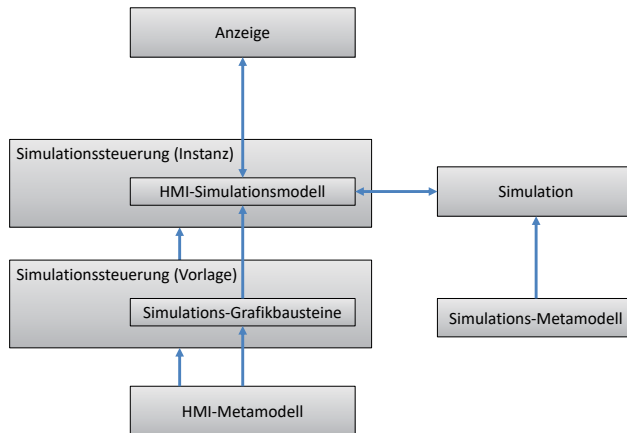 Anzeige
Simulationssteuerung (Instanz)
HMI-Simulationsmodell
Simulation
Simulationssteuerung (Vorlage)
Simulations-Grafikbausteine
Simulations-Metamodell
HMI-Metamodell